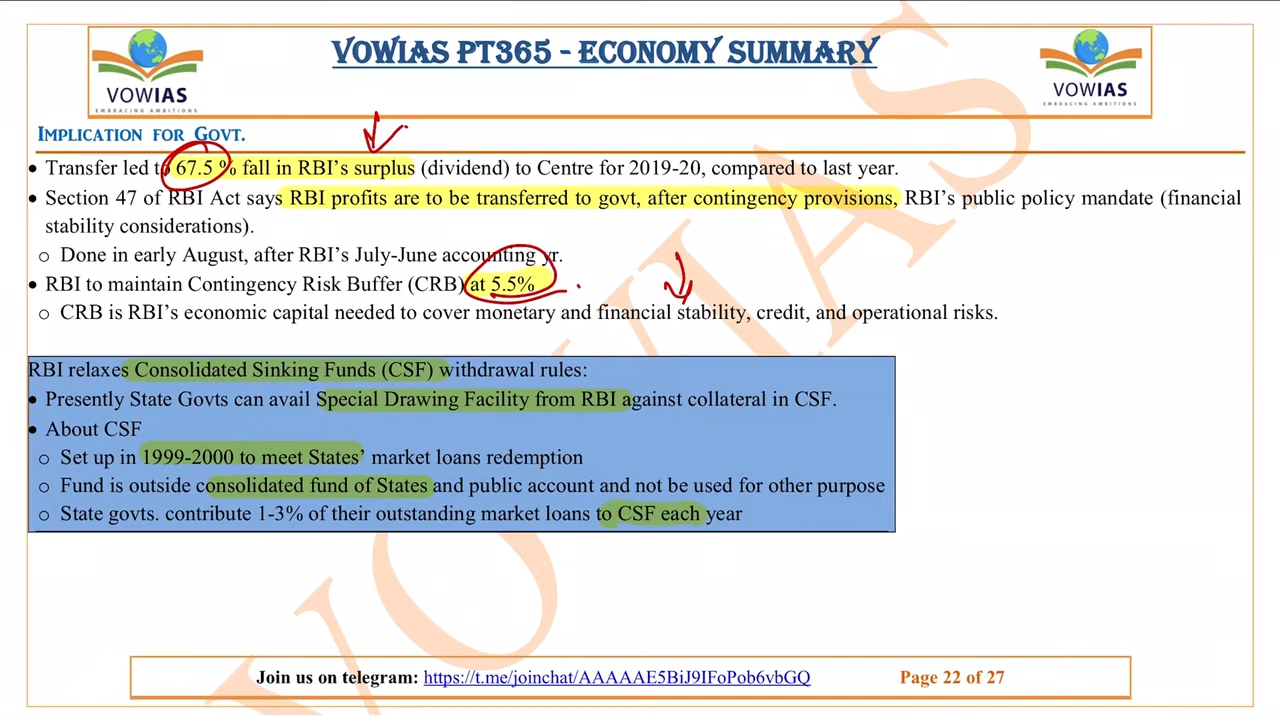 VOWIAS PT365 - ECONOMY SUMMARY
VOWIAS
EMBRACING AMBITIONS
VOWIAS
EMBRACING AMBITIONS
IMPLICATION FOR GOVT.
• Transfer led to 67.5 % fall in RBI's surplus (dividend) to Centre for 2019-20, compared to last year.
• Section 47 of RBI Act says RBI profits are to be transferred to govt, after contingency provisions, RBI's public policy mandate (financial
stability considerations).
o Done in early August, after RBI's July-June accounting yr.
• RBI to maintain Contingency Risk Buffer (CRB) at 5.5%
o CRB is RBI's economic capital needed to cover monetary and financial stability, credit, and operational risks.
RBI relaxes Consolidated Sinking Funds (CSF) withdrawal rules:
• Presently State Govts can avail Special Drawing Facility from RBI against collateral in CSF.
• About CSF
o Set up in 1999-2000 to meet States' market loans redemption
o Fund is outside consolidated fund of States and public account and not be used for other purpose
o State govts. contribute 1-3% of their outstanding market loans to CSF each year
VOWIAS
Join us on telegram: https://t.me/joinchat/AAAAAE5BiJ9IFoPob6vbGQ Page 22 of 27